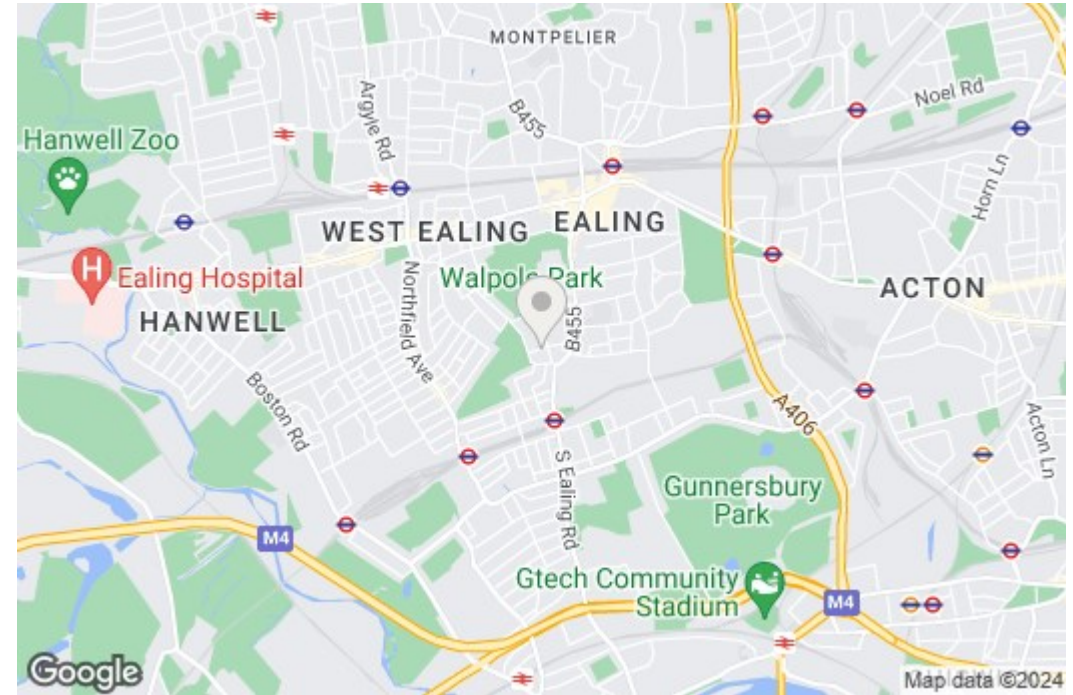 MONTPELIER
Noel Rd
Argyle Rd
B455
Hanwell Zoo
Horn Ln
WEST EALING
EALING
Walpole Park
H
Ealing Hospital
ACTON
HANWELL
Northfield Ave
B455
Boston Rd
A406
Acton Ln
S Ealing Rd
Gunnersbury
Park
M4
Gtech Community
Stadium
M4
Google
Map data ©2024